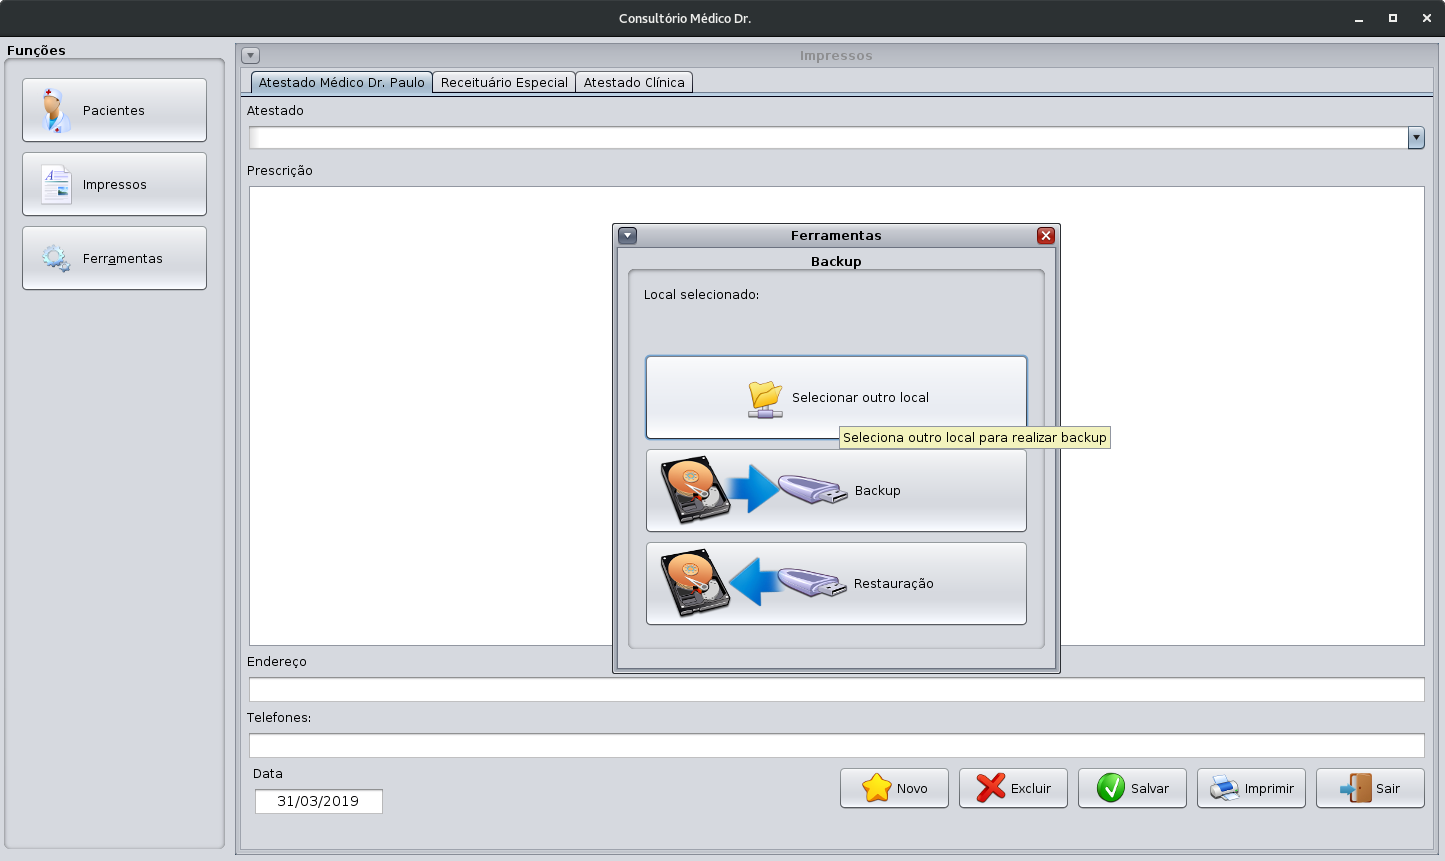 Consultório Médico Dr.
Funções
Pacientes
Impressos
Ferramentas
Impressos
Atestado Médico Dr. Paulo
Receituário Especial
Atestado Clínica
Atestado
Prescrição
Ferramentas
Backup
Local selecionado:
Selecionar outro local
Seleciona outro local para realizar backup
Backup
Restauração
Endereço
Telefones:
Data
31/03/2019
Novo
Excluir
Salvar
Imprimir
Sair